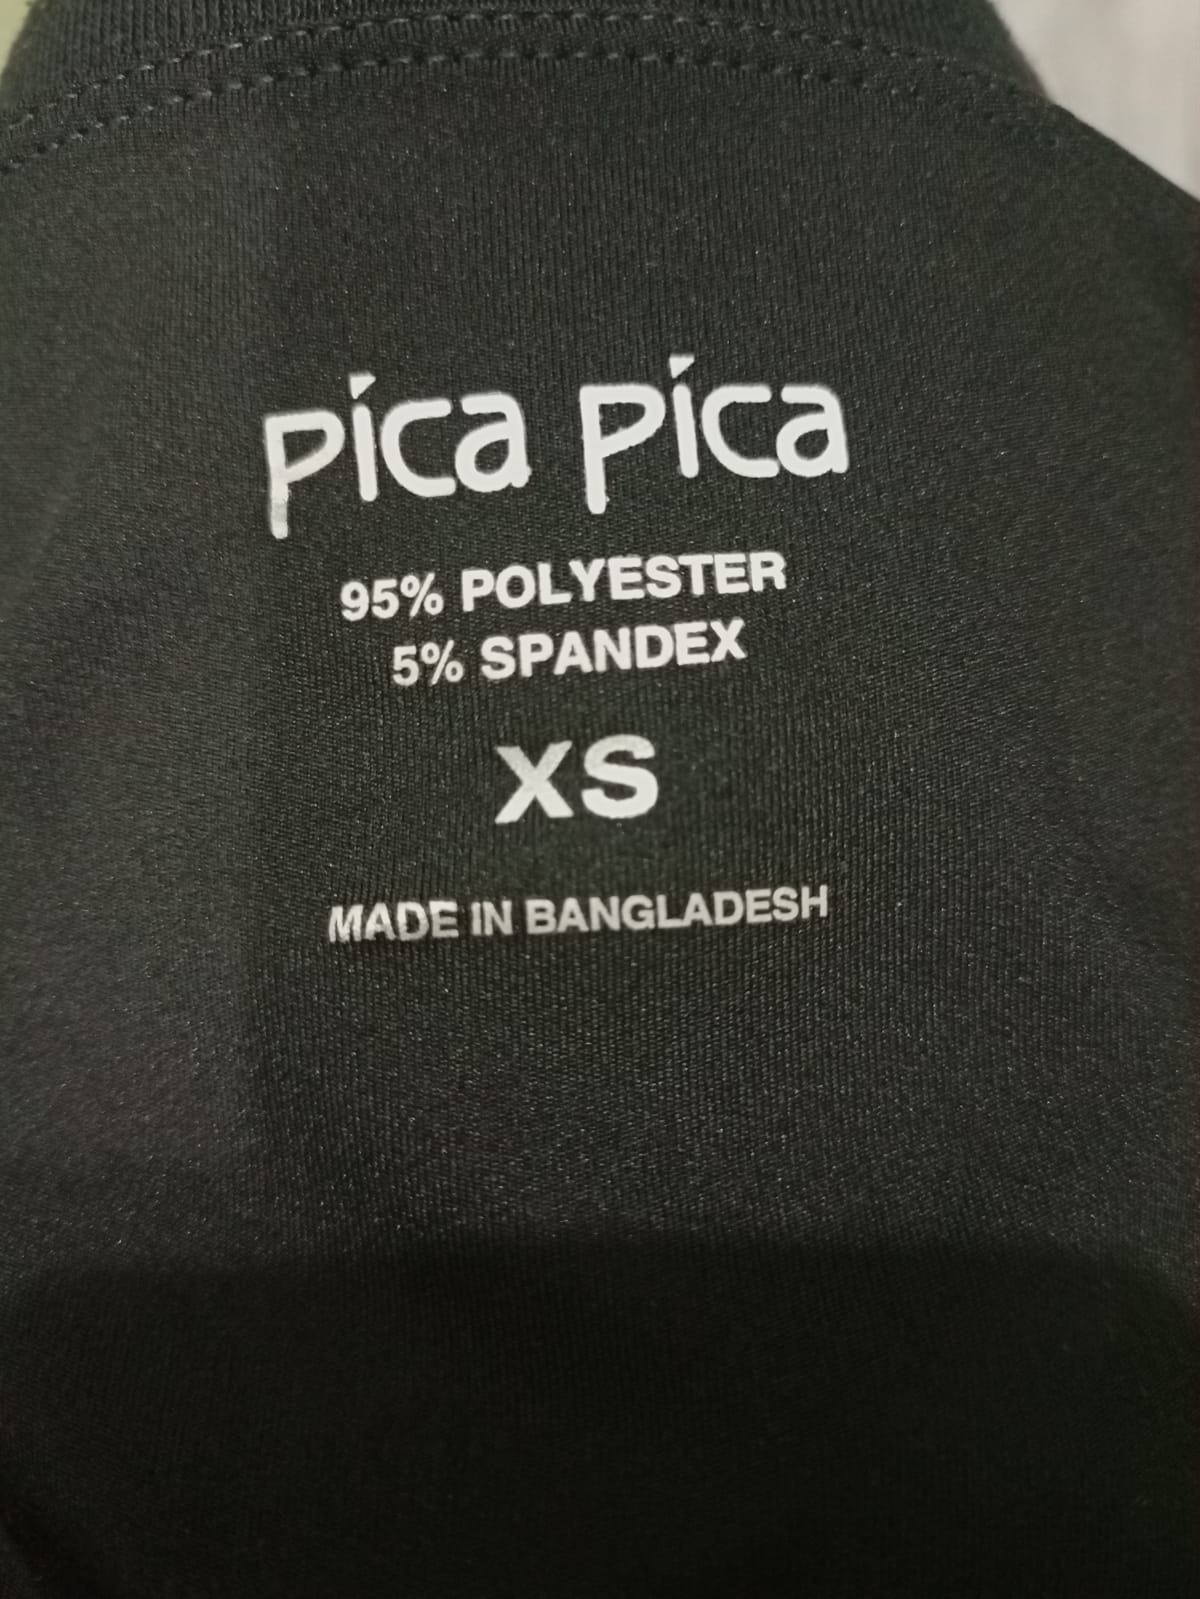 pica pica
95% POLYESTER
5% SPANDEX
XS
MADE IN BANGLADESH